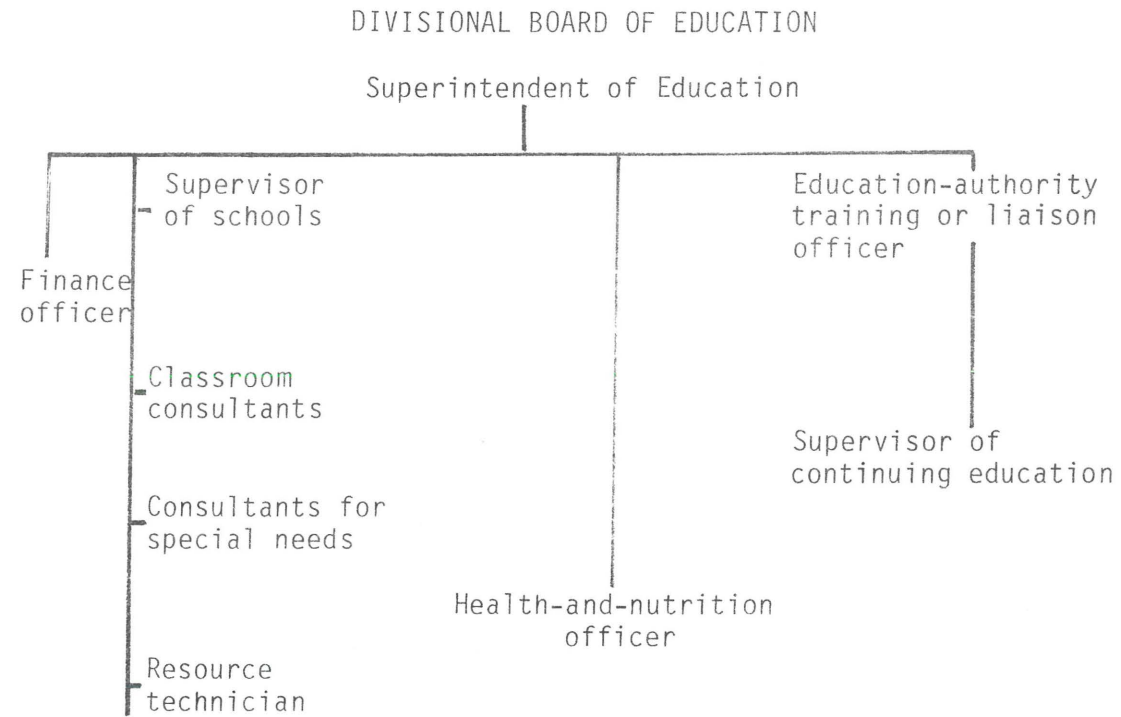 DIVISIONAL BOARD OF EDUCATION
Superintendent of Education
Supervisor
of schools
Education-authority
training or liaison
officer
Finance
officer
Classroom
consultants
Supervisor of
continuing education
Consultants for
special needs
Health-and-nutrition
officer
Resource
technician